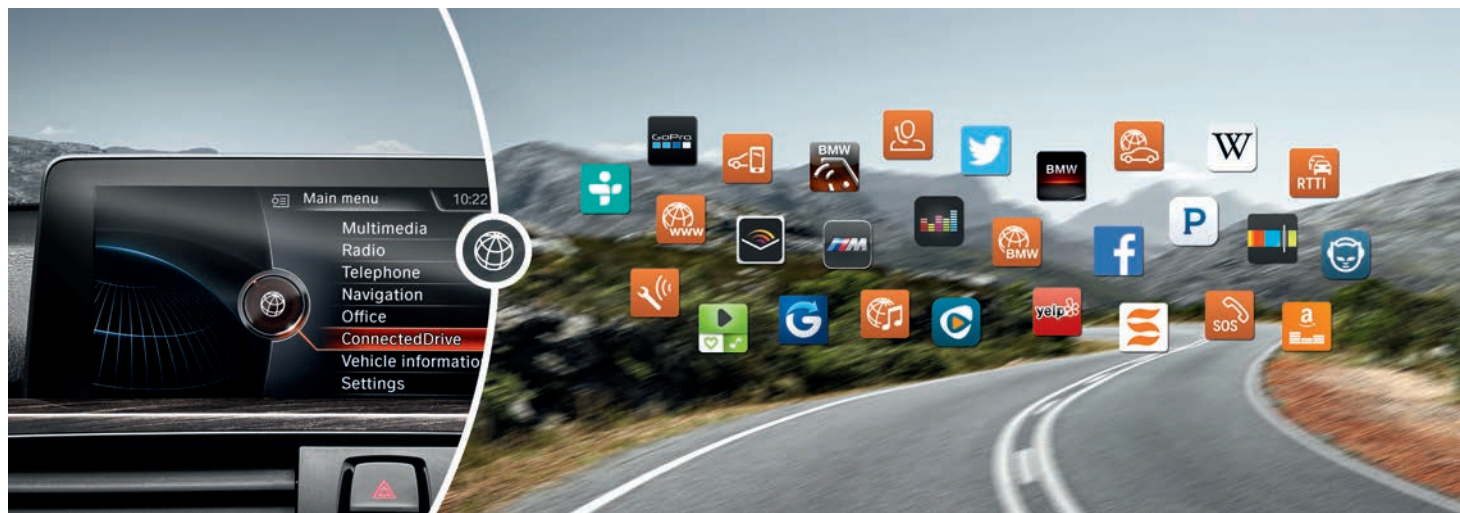 Main menu
10:22
Multimedia
Radio
Telephone
Navigation
Office
ConnectedDrive
Vehicle informatio
Settings
GoPro
BMW
BMW
W
RTTI
www
M
BMW
f
P
G
yelp
SOS
a